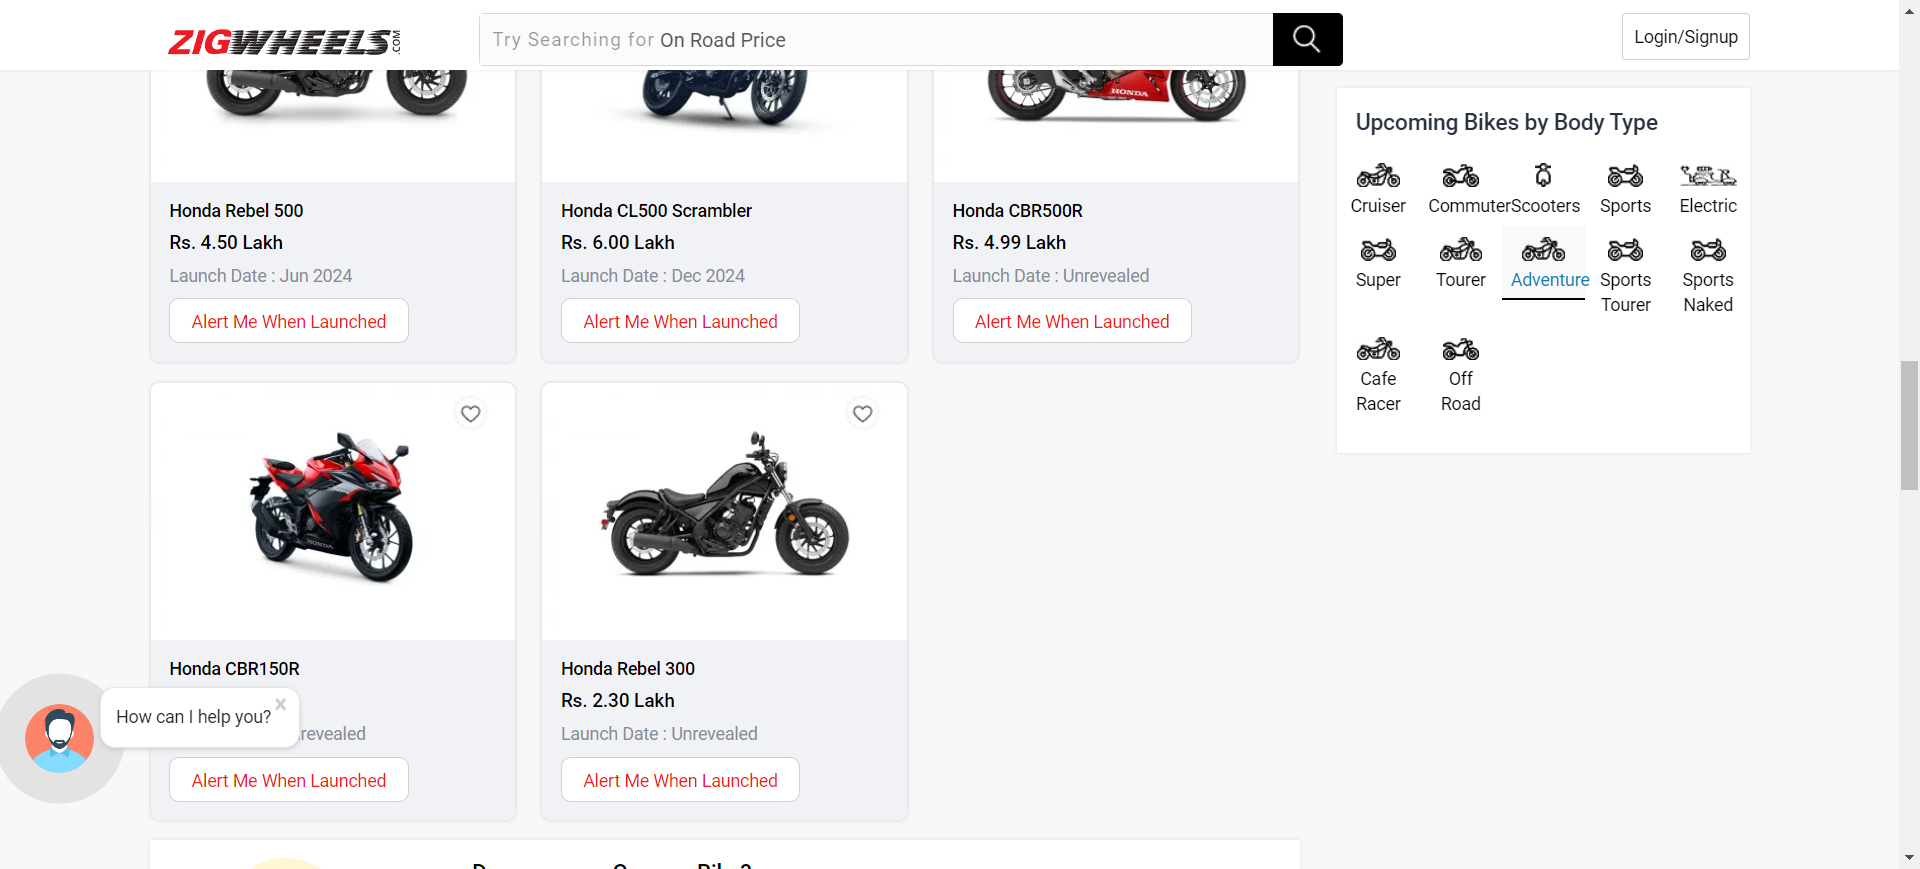 ZIGWHEELS.COM
Try Searching for On Road Price
Login/Signup
HONDA
Honda Rebel 500
Rs. 4.50 Lakh
Launch Date : Jun 2024
Alert Me When Launched
Honda CL500 Scrambler
Rs. 6.00 Lakh
Launch Date : Dec 2024
Alert Me When Launched
Honda CBR500R
Rs. 4.99 Lakh
Launch Date : Unrevealed
Alert Me When Launched
HONDA
Honda CBR150R
Alert Me When Launched
Honda Rebel 300
Rs. 2.30 Lakh
Launch Date : Unrevealed
Alert Me When Launched
How can I help you?
x
Upcoming Bikes by Body Type
Cruiser
Commuter
Scooters
Sports
Electric
Super
Tourer
Adventure
Sports
Tourer
Sports
Naked
Cafe
Racer
Off
Road